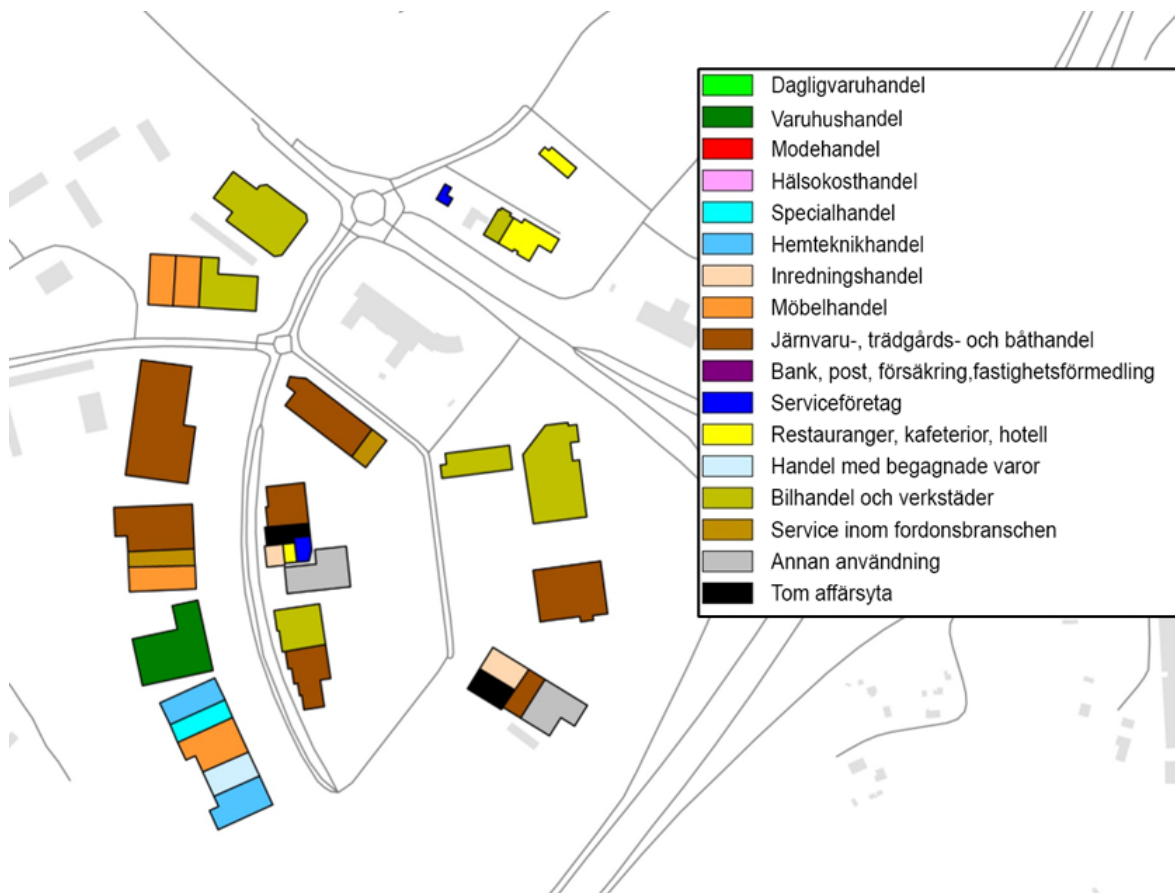 Dagligvaruhandel
Varuhushandel
Modehandel
Hälsokosthandel
Specialhandel
Hemteknikhandel
Inredningshandel
Möbelhandel
Järnvaru-, trädgårds- och båthandel
Bank, post, försäkring,fastighetsförmedling
Serviceföretag
Restauranger, kafeterior, hotell
Handel med begagnade varor
Bilhandel och verkstäder
Service inom fordonsbranschen
Annan användning
Tom affärsyta